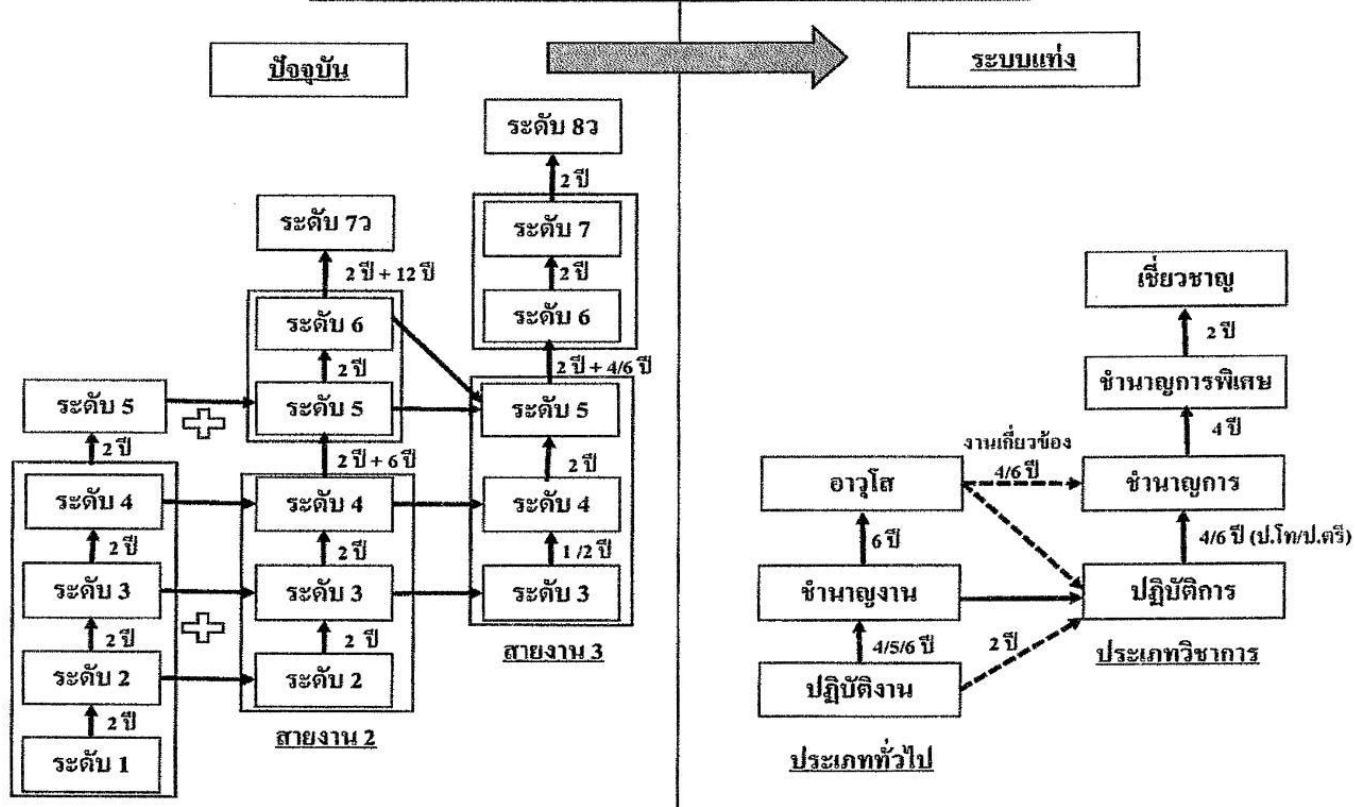 ปัจจุบัน
ระบบแท่ง
ระดับ 8ว
2 ปี
ระดับ 7ว
ระดับ 7
2 ปี + 12 ปี
2 ปี
ระดับ 6
ระดับ 6
2 ปี
2 ปี + 4/6 ปี
ระดับ 5
ระดับ 5
ระดับ 5
2 ปี
2 ปี + 6 ปี
2 ปี
ระดับ 4
ระดับ 4
ระดับ 4
2 ปี
2 ปี
1 /2 ปี
ระดับ 3
ระดับ 3
ระดับ 3
2 ปี
2 ปี
สายงาน 3
ระดับ 2
ระดับ 2
2 ปี
สายงาน 2
ระดับ 1
เชี่ยวชาญ
2 ปี
ชำนาญการพิเศษ
งานเกี่ยวข้อง
4 ปี
4/6 ปี
อาวุโส
ชำนาญการ
6 ปี
4/6 ปี (ป.โท/ป.ตรี)
ชำนาญงาน
ปฏิบัติการ
4/5/6 ปี
2 ปี
ประเภทวิชาการ
ปฏิบัติงาน
ประเภททั่วไป